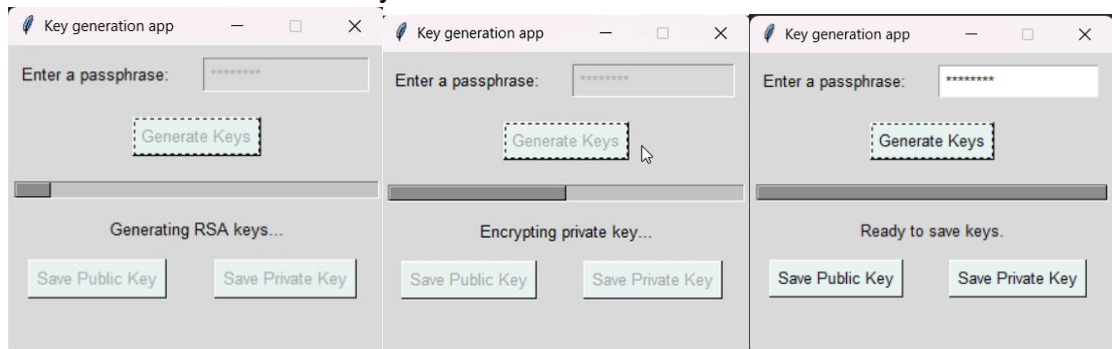 Key generation app
Enter a passphrase: ********
Generate Keys
Generating RSA keys...
Save Public Key Save Private Key
Key generation app
Enter a passphrase: ********
Generate Keys
Encrypting private key...
Save Public Key Save Private Key
Key generation app
Enter a passphrase: ********
Generate Keys
Ready to save keys.
Save Public Key Save Private Key